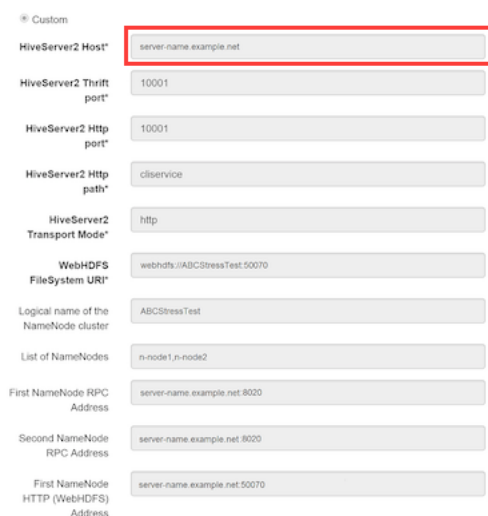 Custom
HiveServer2 Host*
server-name.example.net
HiveServer2 Thrift
port*
10001
HiveServer2 Http
port*
10001
HiveServer2 Http
path*
cliservice
HiveServer2
Transport Mode*
http
WebHDFS
FileSystem URI*
webhdfs://ABCStressTest:50070
Logical name of the
NameNode cluster
ABCStressTest
List of NameNodes
n-node1,n-node2
First NameNode RPC
Address
server-name.example.net:8020
Second NameNode
RPC Address
server-name.example.net:8020
First NameNode
HTTP (WebHDFS)
Address
server-name.example.net:50070